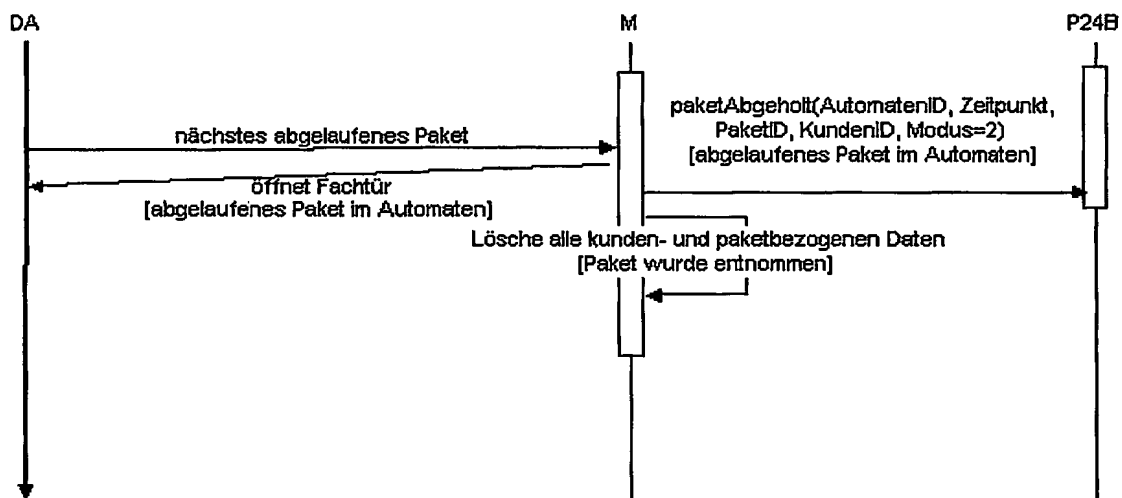 DA
M
P24B
paketAbgeholt(AutomatenID, Zeitpunkt,
PaketID, KundenID, Modus=2)
[abgelaufenes Paket im Automaten]
nächstes abgelaufenes Paket
öffnet Fachtür
[abgelaufenes Paket im Automaten]
Lösche alle kunden- und paketbezogenen Daten
[Paket wurde entnommen]